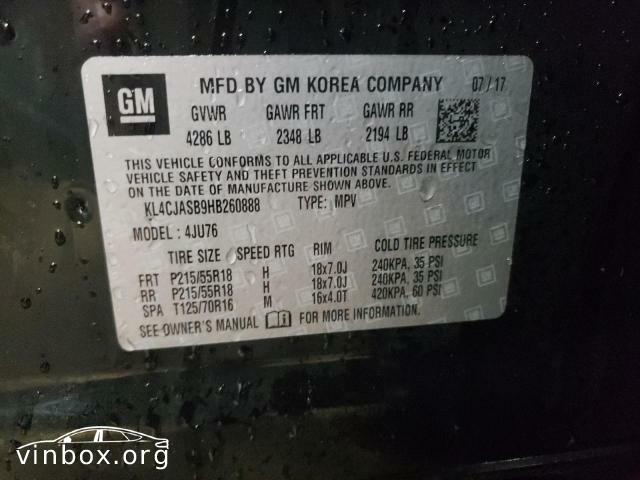 GM MFD BY GM KOREA COMPANY 07/17
GVWR GAWR FRT GAWR RR
4286 LB 2348 LB 2194 LB
THIS VEHICLE CONFORMS TO ALL APPLICABLE U.S. FEDERAL MOTOR
VEHICLE SAFETY AND THEFT PREVENTION STANDARDS IN EFFECT
ON THE DATE OF MANUFACTURE SHOWN ABOVE.
KL4CJASB9HB260888 TYPE: MPV
MODEL: 4JU76
TIRE SIZE SPEED RTG RIM COLD TIRE PRESSURE
FRT P215/55R18 H 18x7.0J 240KPA, 35 PSI
RR P215/55R18 H 18x7.0J 240KPA, 35 PSI
SPA T125/70R16 M 16x4.0T 420KPA, 60 PSI
SEE OWNER'S MANUAL FOR MORE INFORMATION.
vinbox.org